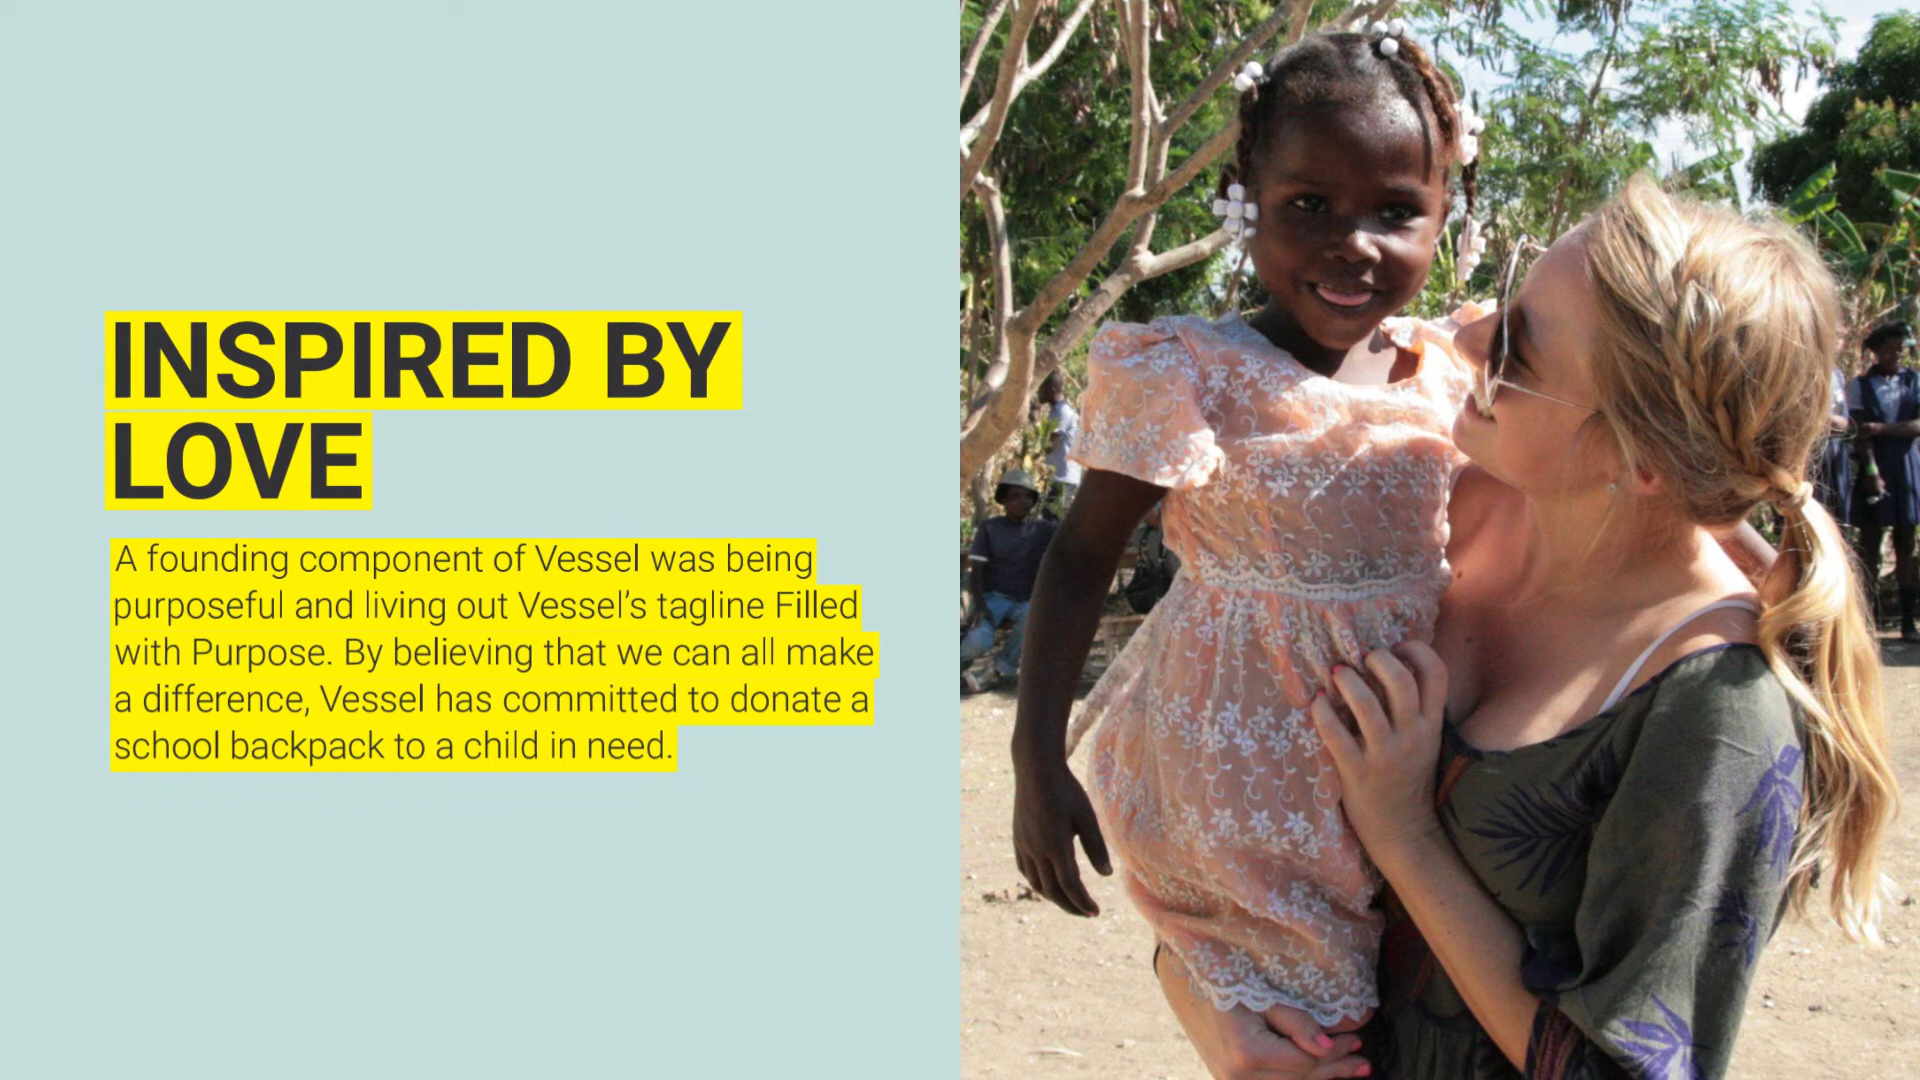 INSPIRED BY
LOVE
A founding component of Vessel was being
purposeful and living out Vessel’s tagline Filled
with Purpose. By believing that we can all make
a difference, Vessel has committed to donate a
school backpack to a child in need.